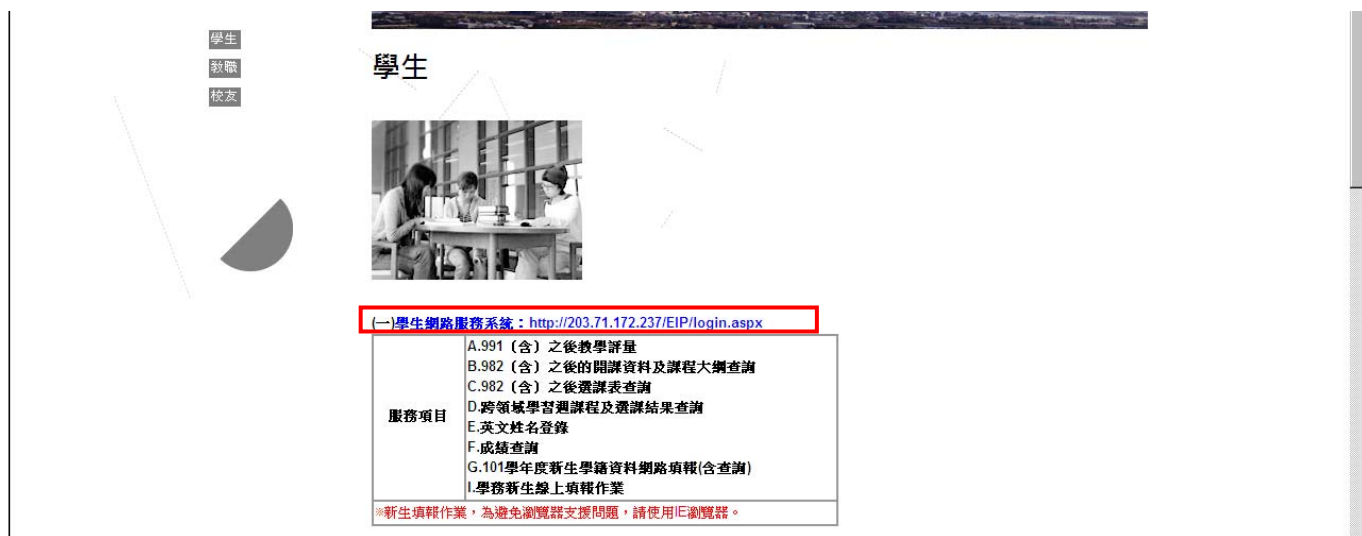 學生
教職
校友
學生
(一)學生網路服務系統：http://203.71.172.237/EIP/login.aspx
服務項目
A.991（含）之後教學評量
B.982（含）之後的開課資料及課程大綱查詢
C.982（含）之後選課表查詢
D.跨領域學習週課程及選課結果查詢
E.英文姓名登錄
F.成績查詢
G.101學年度新生學籍資料網路填報(含查詢)
I.學務新生線上填報作業
※新生填報作業，為避免瀏覽器支援問題，請使用IE瀏覽器。